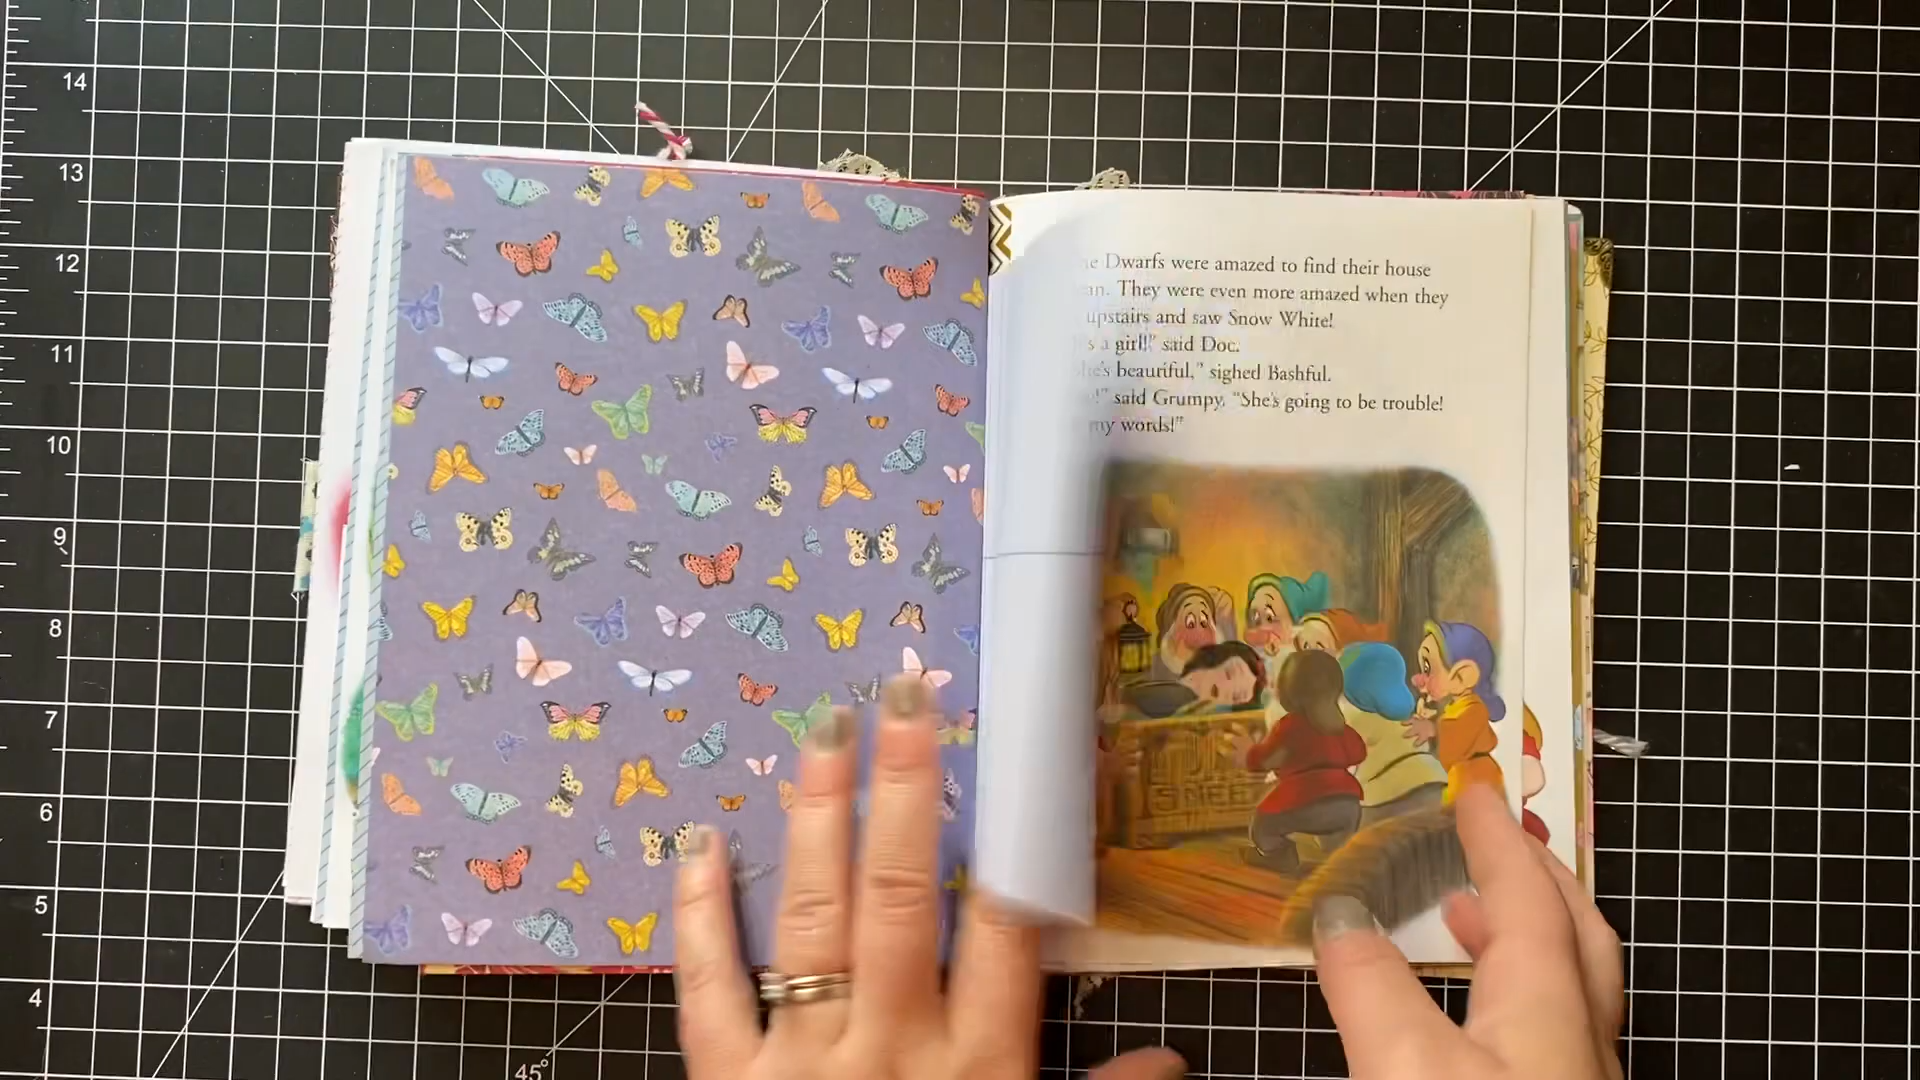 14
13
12
11
10
9
8
7
6
5
4
45°
Dwarfs were amazed to find their house
They were even more amazed when they
upstairs and saw Snow White!
a girl!" said Doc.
beautiful," sighed Bashful.
said Grumpy. "She's going to be trouble!
my words!"